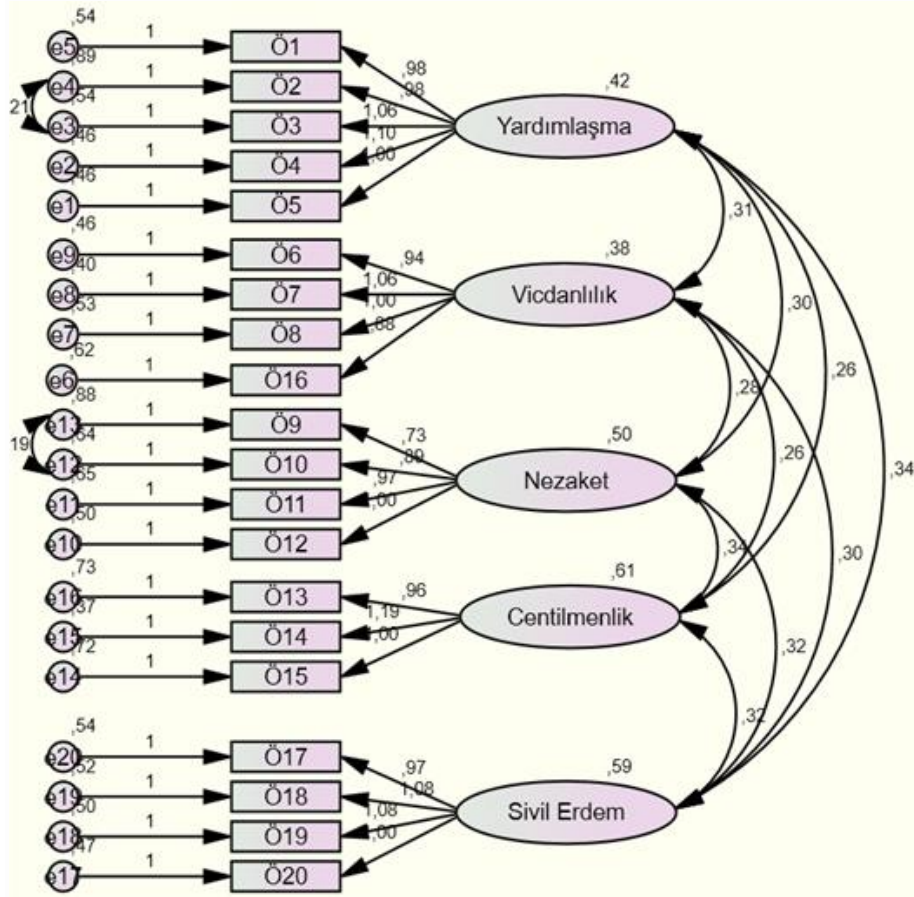 ,54
e5 1 Ö1
,89
,98
e4 1 Ö2
,98
,42
21
,54
e3 1 Ö3
1,06
Yardımlaşma
,46
e2 1 Ö4
1,10
,46
e1 1 Ö5
,00
,31
,46
e9 1 Ö6
,94
,38
,40
e8 1 Ö7
1,06
Vicdanlılık
,30
,53
e7 1 Ö8
1,00
,88
,62
e6 1 Ö16
,28
,26
,88
e13 1 Ö9
,73
,50
19
e12 1 Ö10
,89
,26
,34
,65
e11 1 Ö11
,97
Nezaket
,50
e10 1 Ö12
,00
,34
,30
,73
e16 1 Ö13
,96
,61
,37
e15 1 Ö14
1,19
Centilmenlik
1,00
,32
,72
e14 1 Ö15
,32
,54
e20 1 Ö17
,97
,59
,52
e19 1 Ö18
1,08
,50
e18 1 Ö19
1,08
Sivil Erdem
,47
e17 1 Ö20
,00